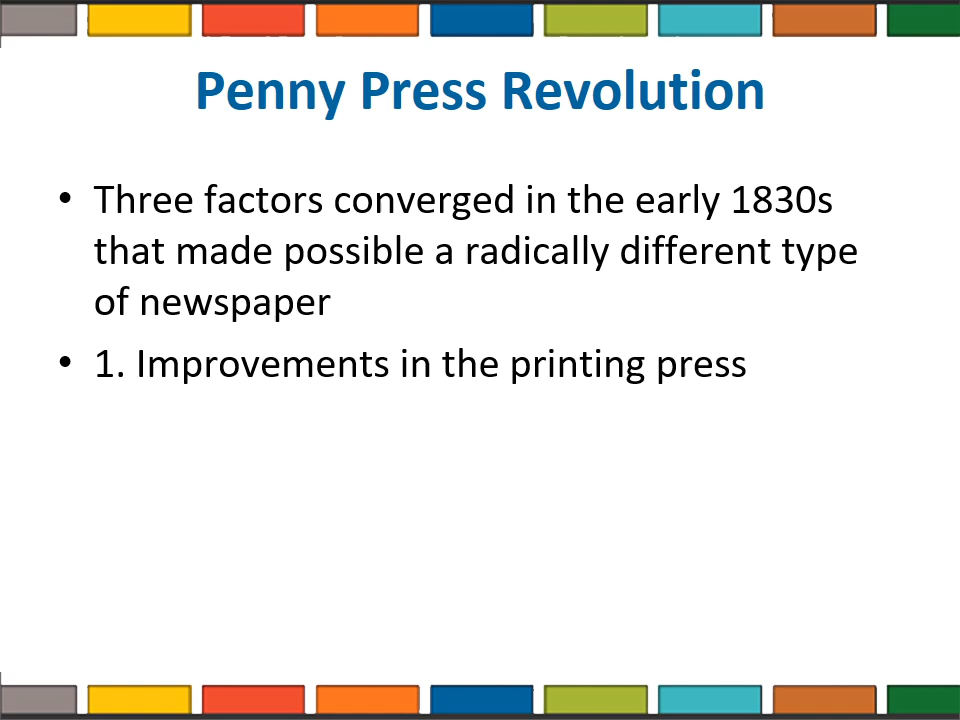 Penny Press Revolution
• Three factors converged in the early 1830s
that made possible a radically different type
of newspaper
• 1. Improvements in the printing press